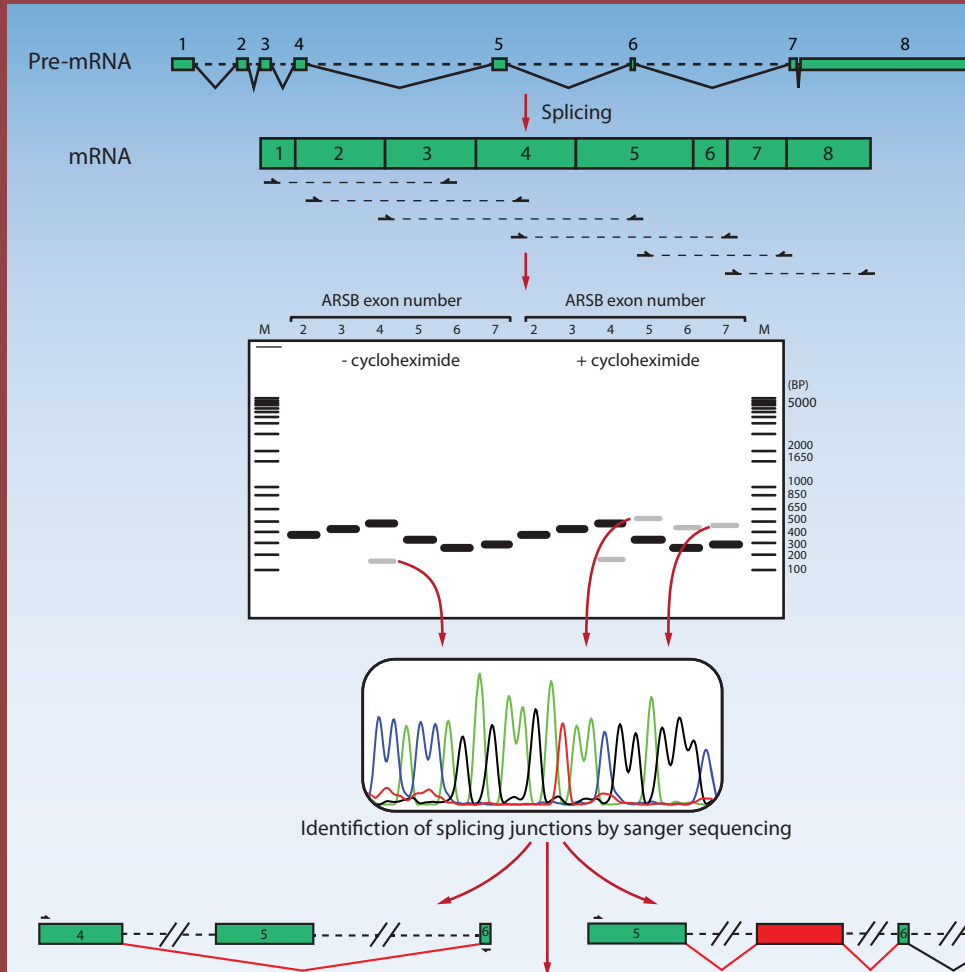 1 2 3 4 5 6 7 8
Pre-mRNA
Splicing
mRNA
1 2 3 4 5 6 7 8
ARSB exon number ARSB exon number
M 2 3 4 5 6 7 2 3 4 5 6 7 M
- cycloheximide + cycloheximide
(BP)
5000
2000
1650
1000
850
650
500
400
300
200
100
Identifiction of splicing junctions by sanger sequencing
4 5 6 5 6